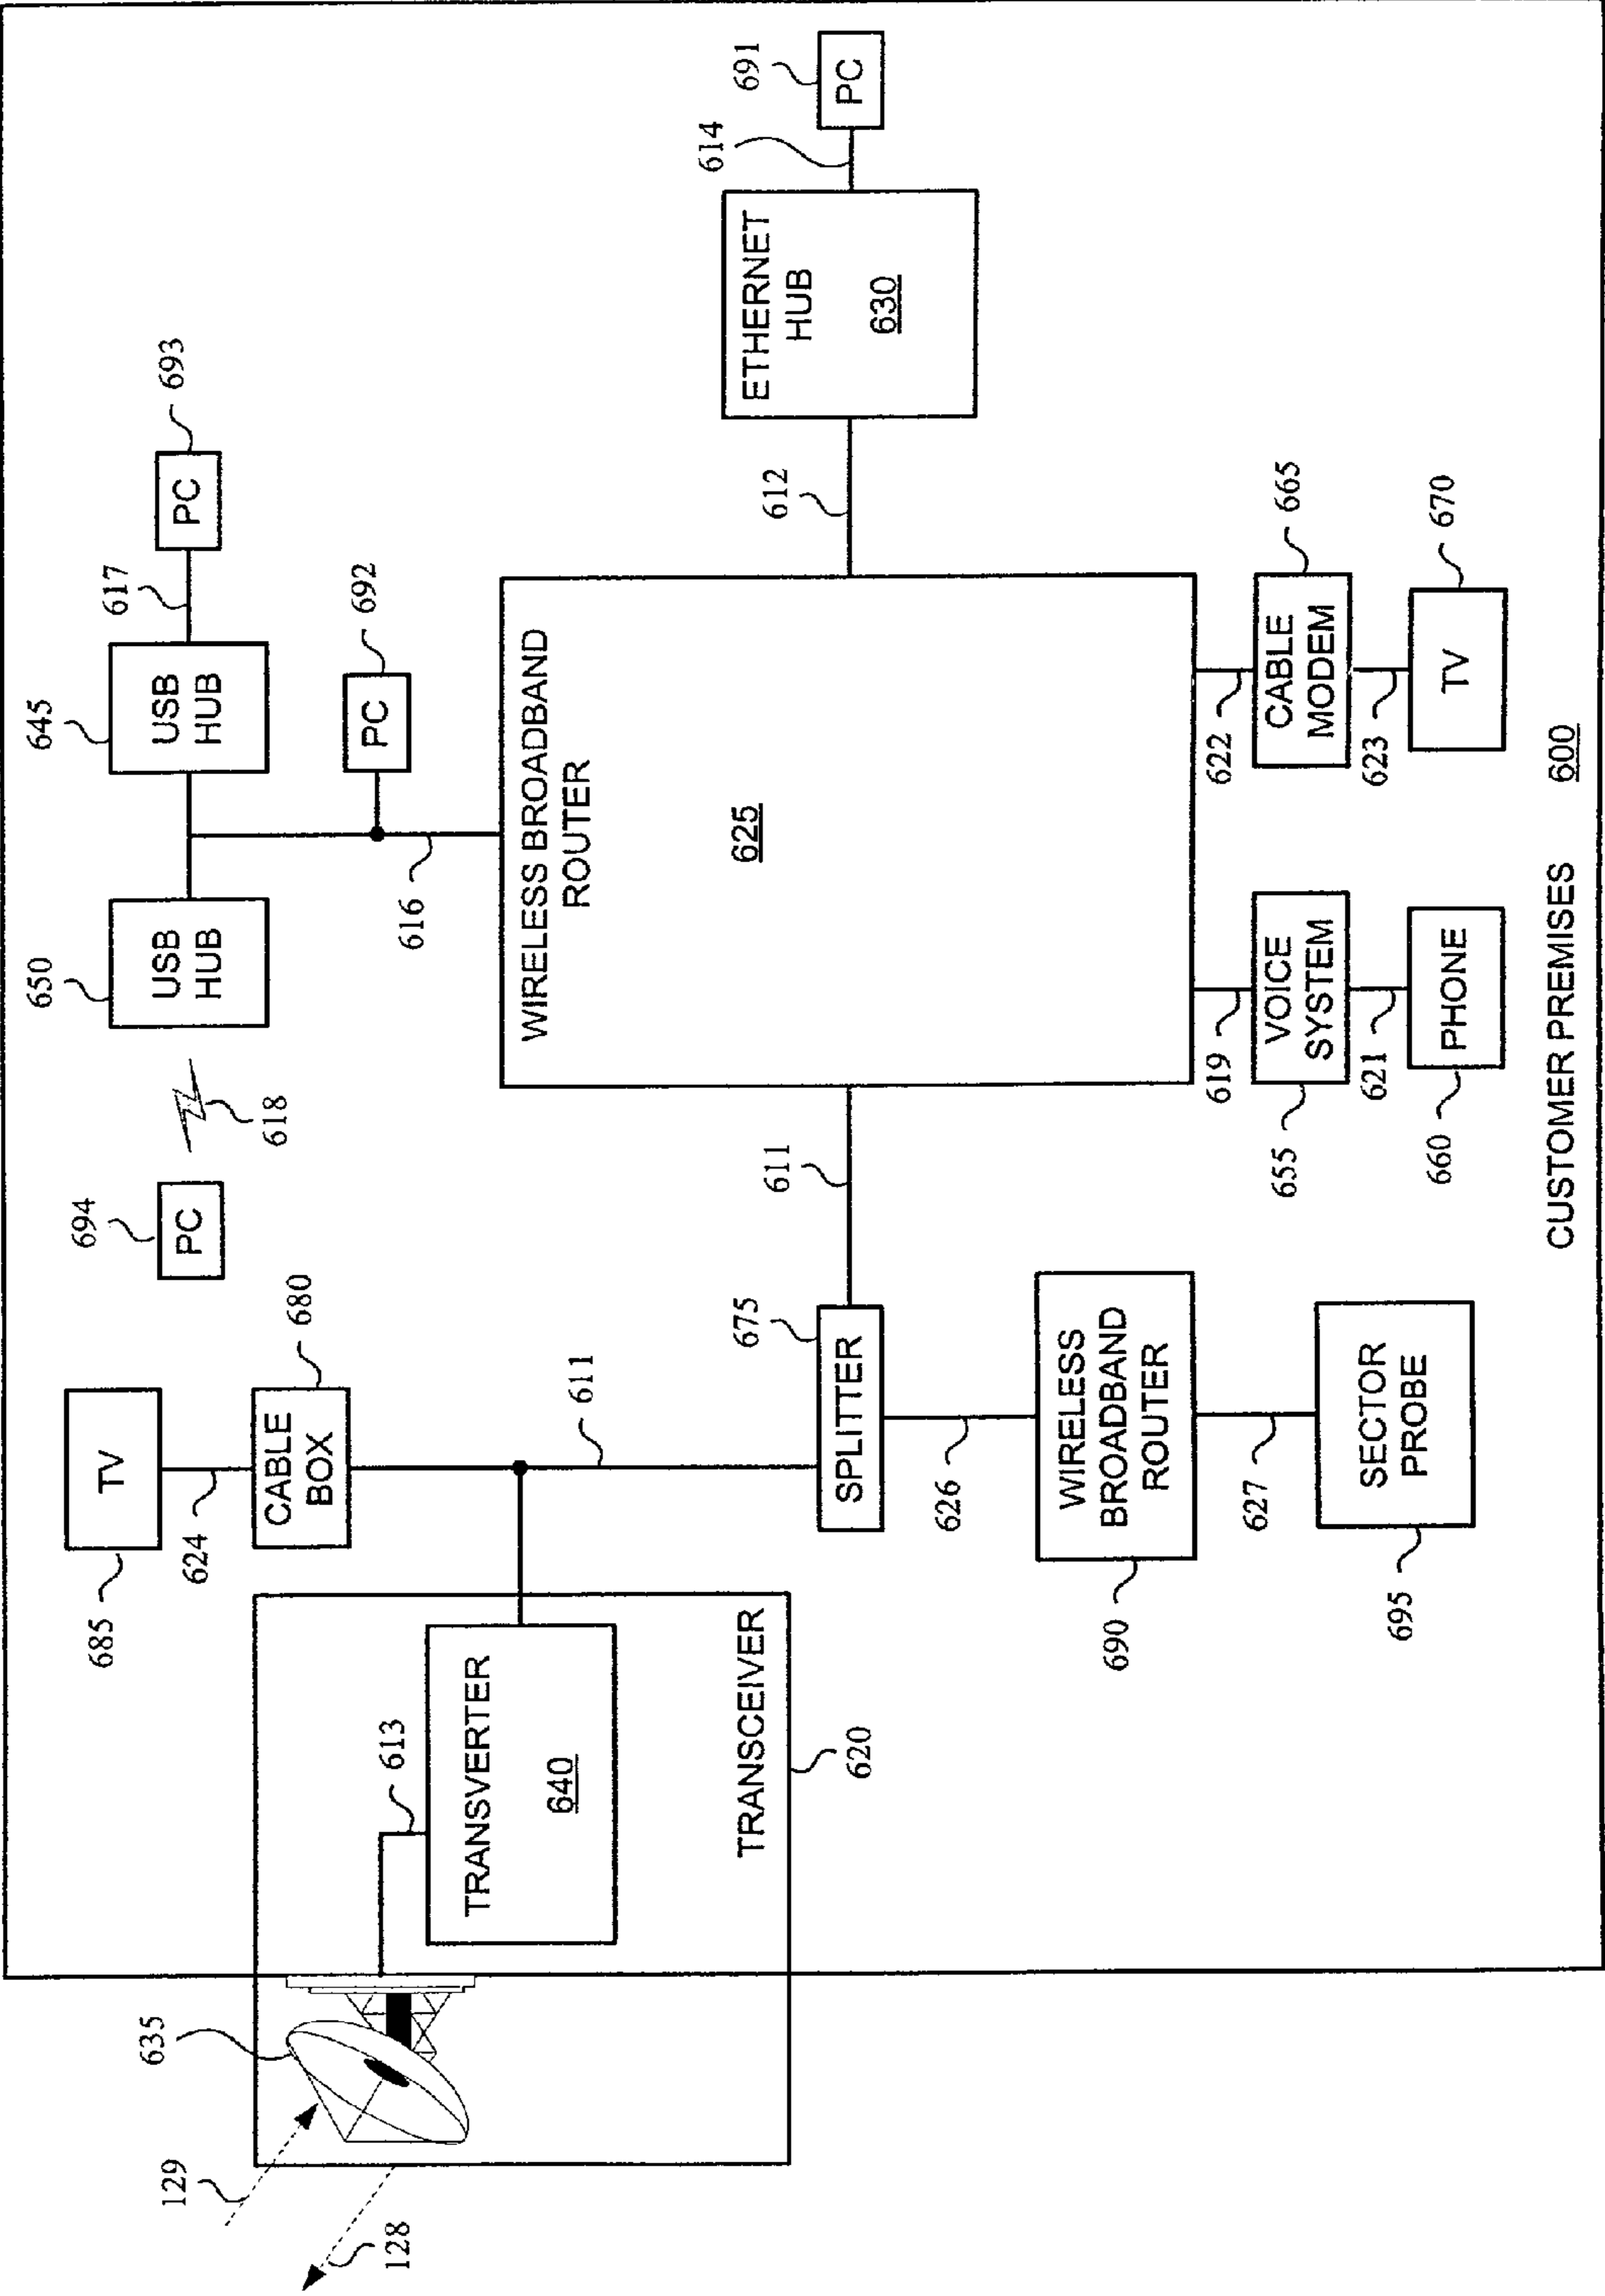 685
TV
624
680
CABLE
BOX
694
PC
618
650
USB
HUB
645
USB
HUB
617
PC
693
616
PC
692
635
129
128
613
TRANSVERTER
640
TRANSCEIVER
620
611
675
SPLITTER
611
WIRELESS BROADBAND
ROUTER
625
612
ETHERNET
HUB
630
614
PC
691
626
690
WIRELESS
BROADBAND
ROUTER
627
695
SECTOR
PROBE
619
655
VOICE
SYSTEM
621
660
PHONE
622
CABLE
MODEM
665
623
TV
670
CUSTOMER PREMISES 600